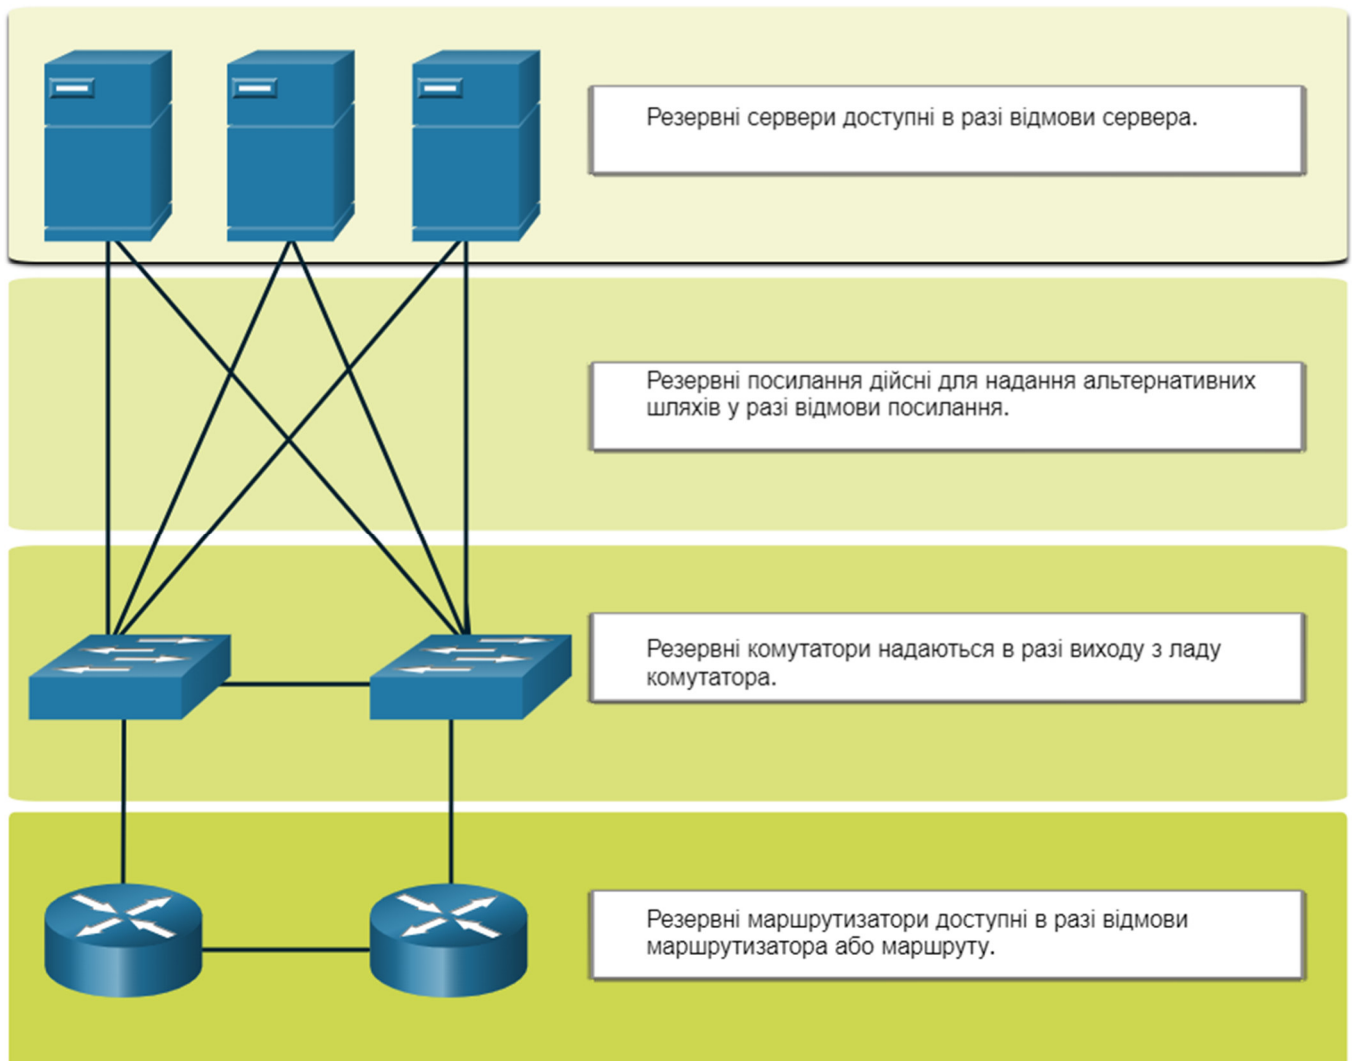 Резервні сервери доступні в разі відмови сервера.
Резервні посилання дійсні для надання альтернативних
шляхів у разі відмови посилання.
Резервні комутатори надаються в разі виходу з ладу
комутатора.
Резервні маршрутизатори доступні в разі відмови
маршрутизатора або маршруту.